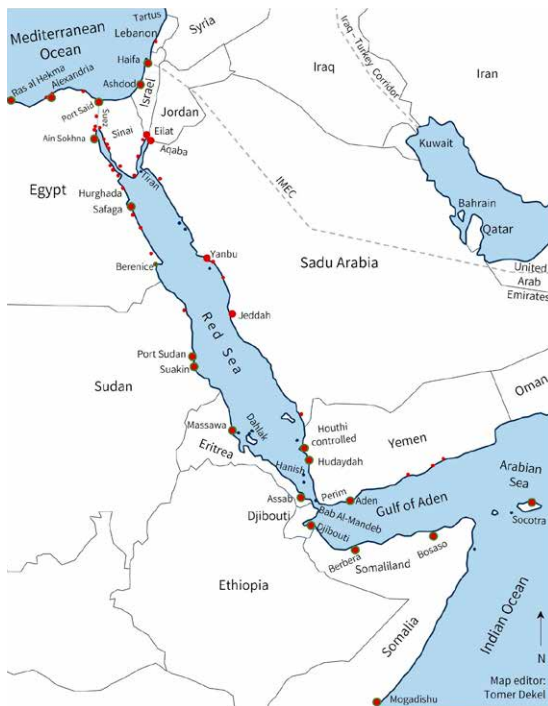 Mediterranean
Ocean
Tartus
Lebanon
Syria
Haifa
Ashdod
Israel
Jordan
Iraq
Iraq – Turkey Corridor
Iran
Ras al Hekma
Alexandria
Port Said
Suez
Sinai
Ain Sokhna
Eilat
Aqaba
Tiran
IMEC
Kuwait
Bahrain
Qatar
United
Arab
Emirates
Egypt
Hurghada
Safaga
Berenice
Yanbu
Sadu Arabia
Jeddah
Red Sea
Port Sudan
Suakin
Sudan
Massawa
Dahlak
Eritrea
Hanish
Houthi
controlled
Hudaydah
Yemen
Oman
Arabian
Sea
Assab
Perim
Aden
Gulf of Aden
Bab Al-Mandeb
Socotra
Djibouti
Djibouti
Berbera
Bosaso
Somaliland
Ethiopia
Somalia
Indian Ocean
N
Mogadishu
Map editor:
Tomer Dekel